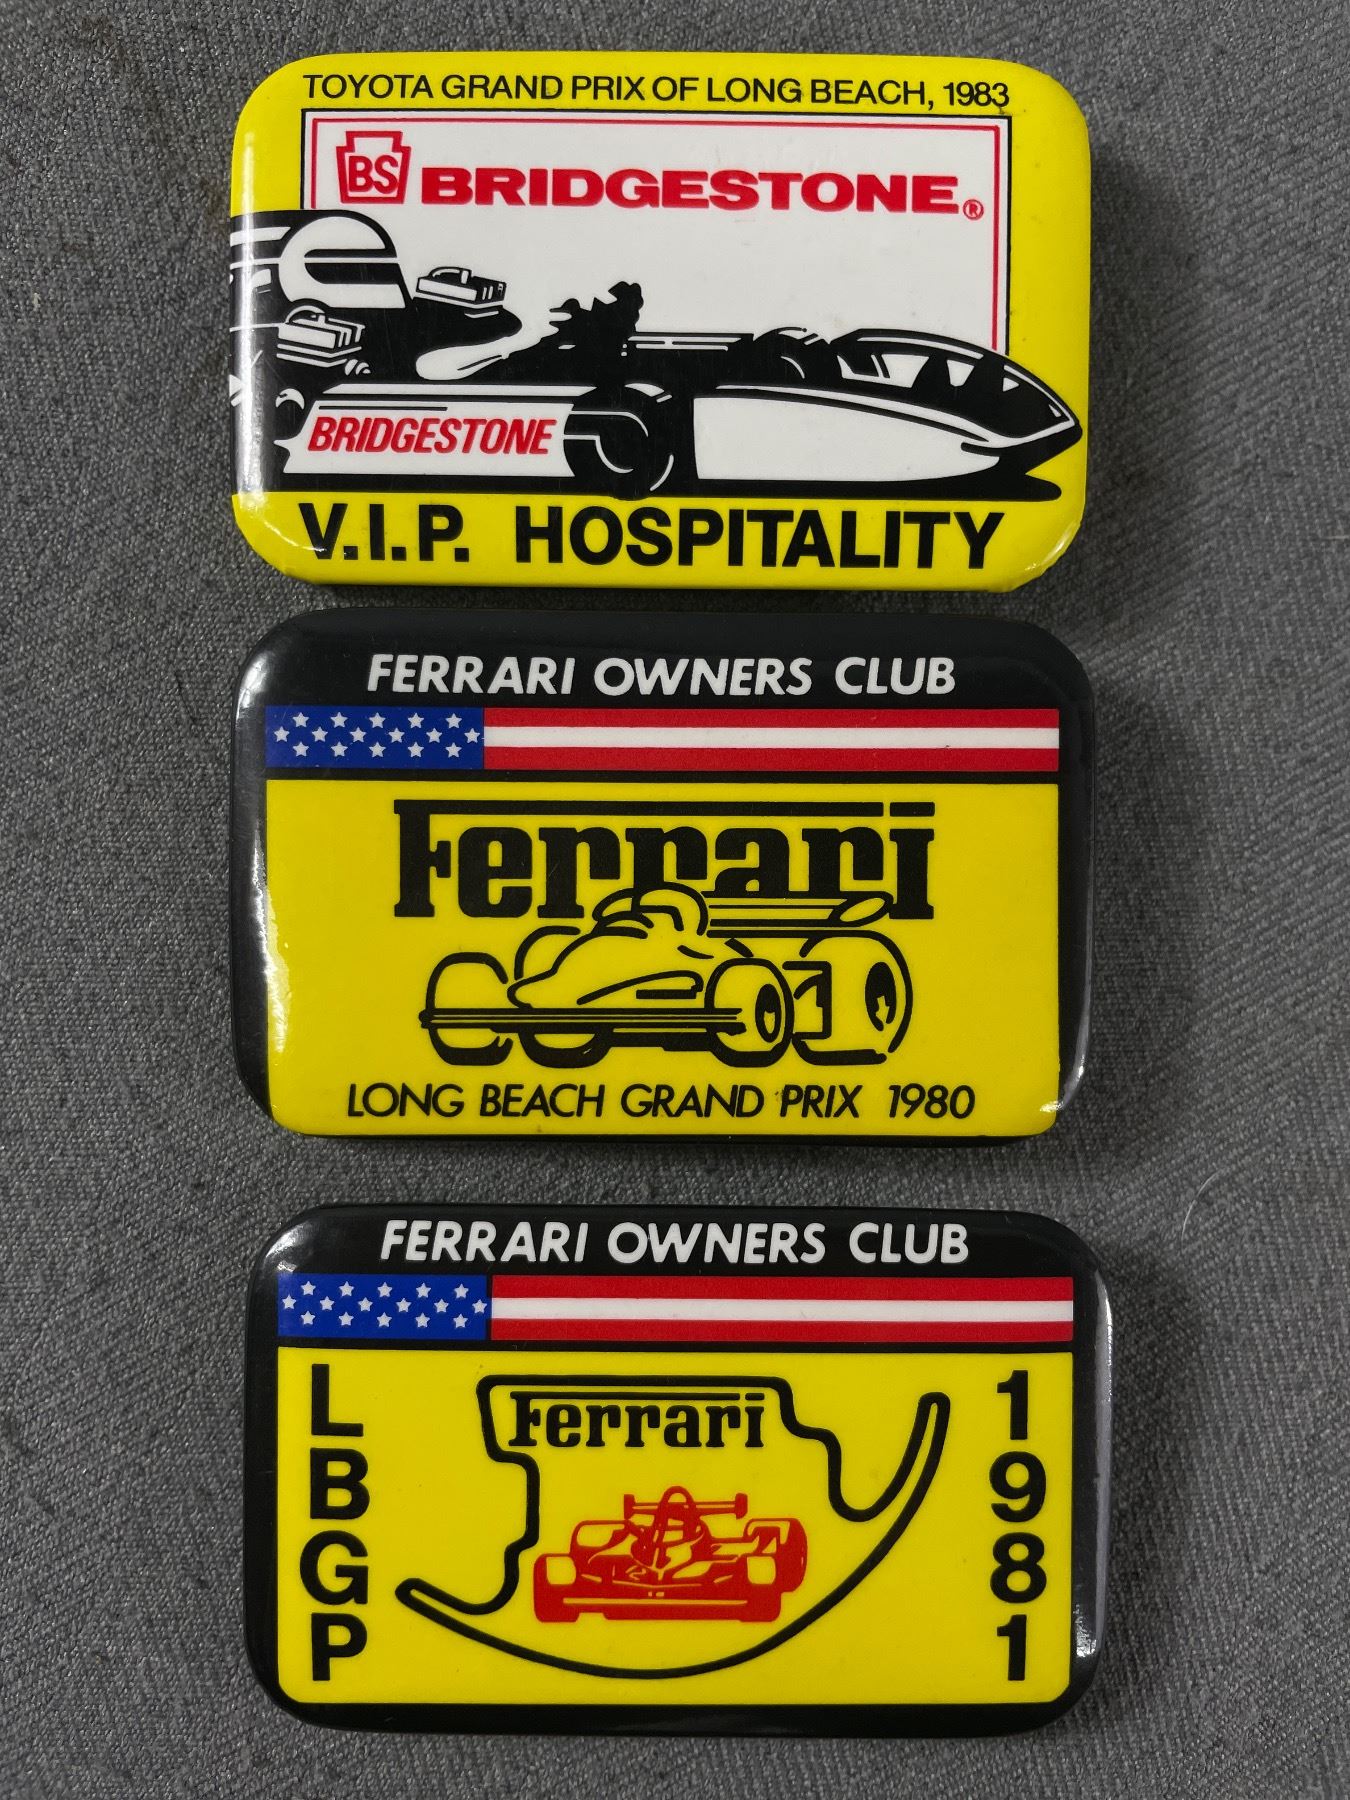 TOYOTA GRAND PRIX OF LONG BEACH, 1983
BS BRIDGESTONE®
BRIDGESTONE
V.I.P. HOSPITALITY
FERRARI OWNERS CLUB
Ferrari
LONG BEACH GRAND PRIX 1980
FERRARI OWNERS CLUB
LBGP
Ferrari
1981